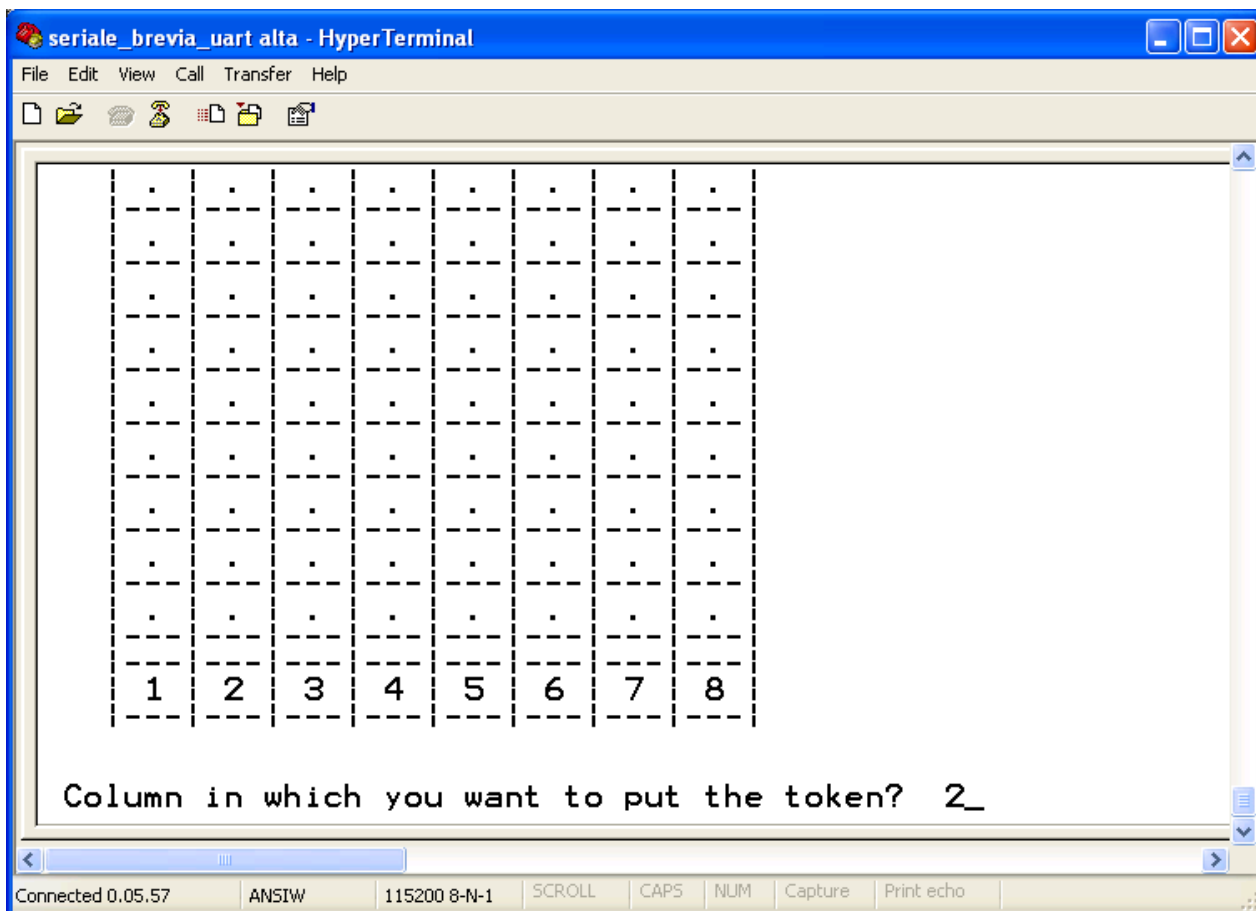 seriale_brevia_uart alta - HyperTerminal
File Edit View Call Transfer Help
| . | . | . | . | . | . | . | . |
|---|---|---|---|---|---|---|---|
| . | . | . | . | . | . | . | . |
|---|---|---|---|---|---|---|---|
| . | . | . | . | . | . | . | . |
|---|---|---|---|---|---|---|---|
| . | . | . | . | . | . | . | . |
|---|---|---|---|---|---|---|---|
| . | . | . | . | . | . | . | . |
|---|---|---|---|---|---|---|---|
| . | . | . | . | . | . | . | . |
|---|---|---|---|---|---|---|---|
| . | . | . | . | . | . | . | . |
|---|---|---|---|---|---|---|---|
| . | . | . | . | . | . | . | . |
|---|---|---|---|---|---|---|---|
| . | . | . | . | . | . | . | . |
|---|---|---|---|---|---|---|---|
|---|---|---|---|---|---|---|---|
| 1 | 2 | 3 | 4 | 5 | 6 | 7 | 8 |
|---|---|---|---|---|---|---|---|
Column in which you want to put the token? 2_
Connected 0.05.57 ANSIW 115200 8-N-1 SCROLL CAPS NUM Capture Print echo